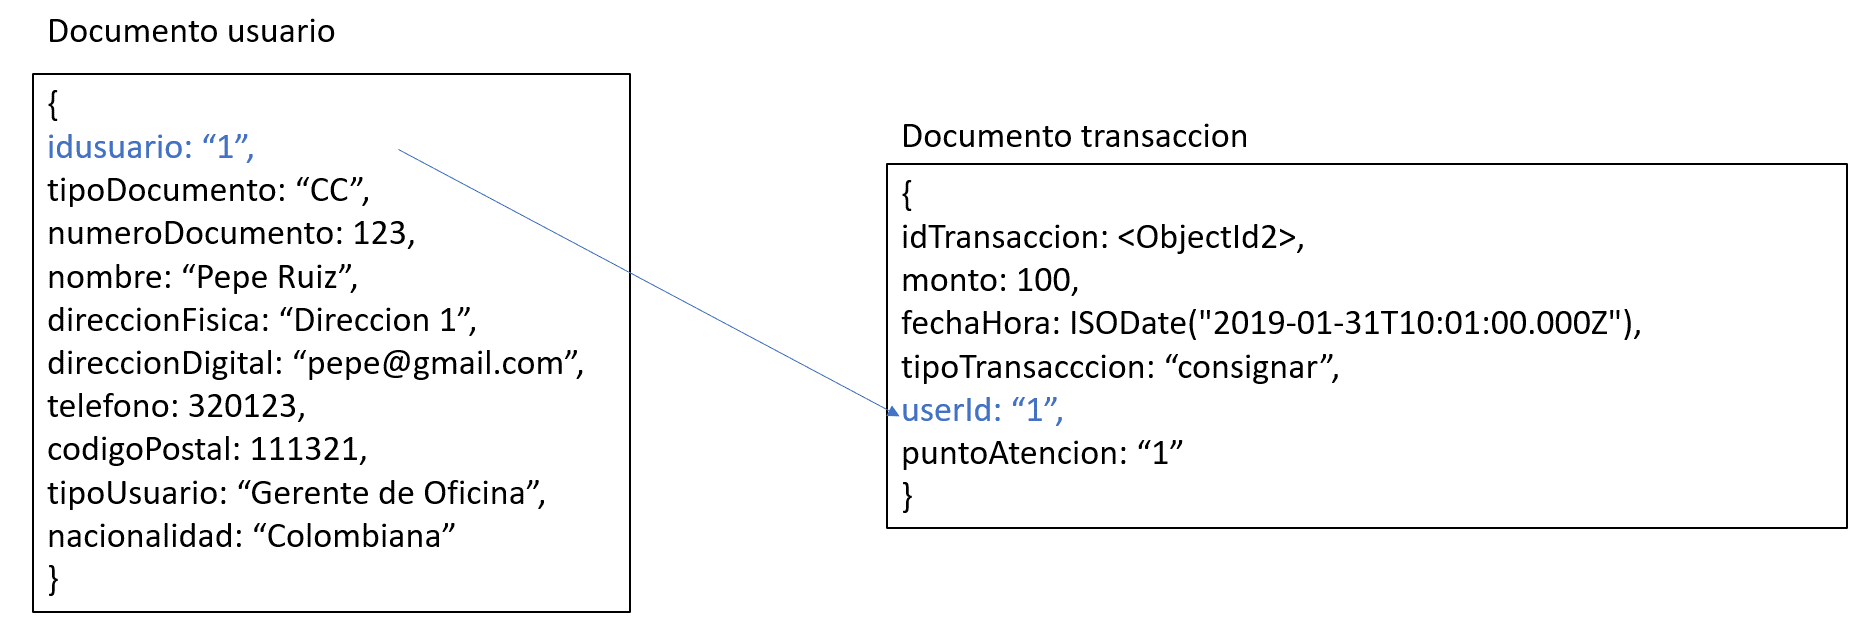 Documento usuario
{
idusuario: “1”,
tipoDocumento: “CC”,
numeroDocumento: 123,
nombre: “Pepe Ruiz”,
direccionFisica: “Direccion 1”,
direccionDigital: “pepe@gmail.com”,
telefono: 320123,
codigoPostal: 111321,
tipoUsuario: “Gerente de Oficina”,
nacionalidad: “Colombiana”
}
Documento transaccion
{
idTransaccion: <ObjectId2>,
monto: 100,
fechaHora: ISODate("2019-01-31T10:01:00.000Z"),
tipoTransacccion: “consignar”,
userId: “1”,
puntoAtencion: “1”
}